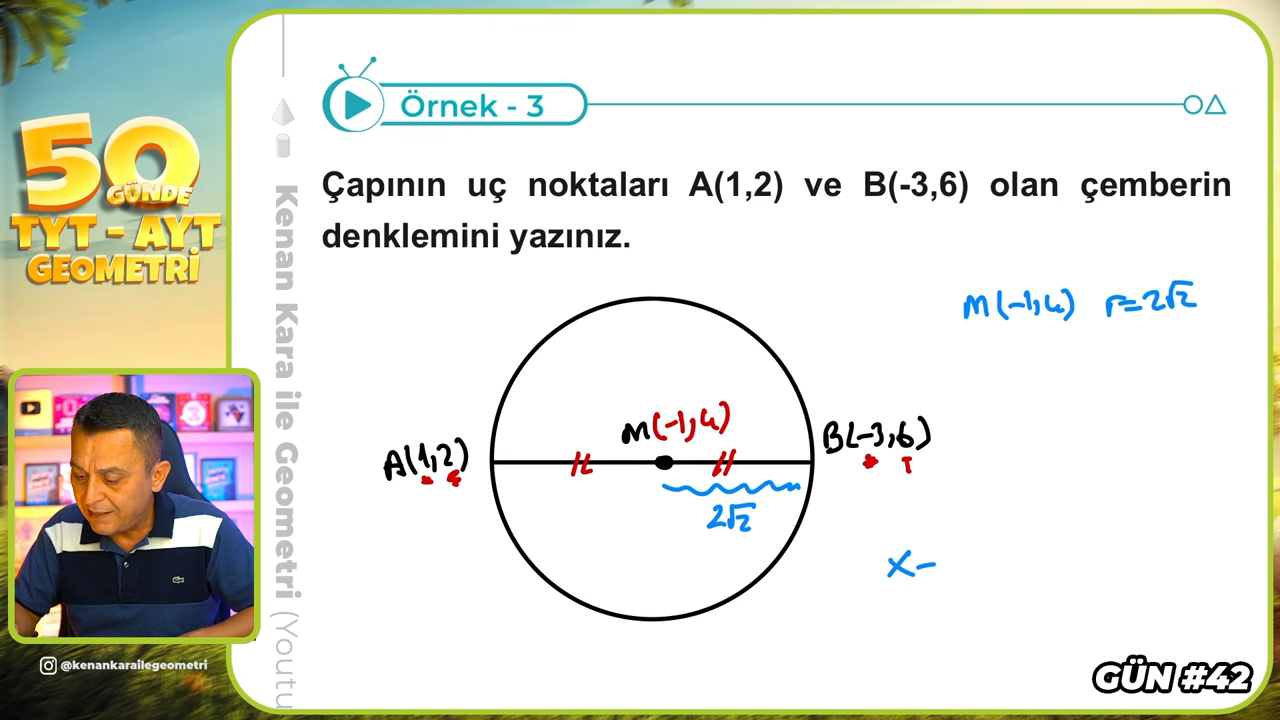 50
GÜNDE
TYT - AYT
GEOMETRİ
Örnek - 3
Çapının uç noktaları A(1,2) ve B(-3,6) olan çemberin
denklemini yazınız.
M(-1,4) r=2√2
M(-1,4)
A(1,2)
B(-3,6)
2√2
x-
Kenan Kara ile Geometri (Youtu
@kenankarailegeometri
GÜN #42